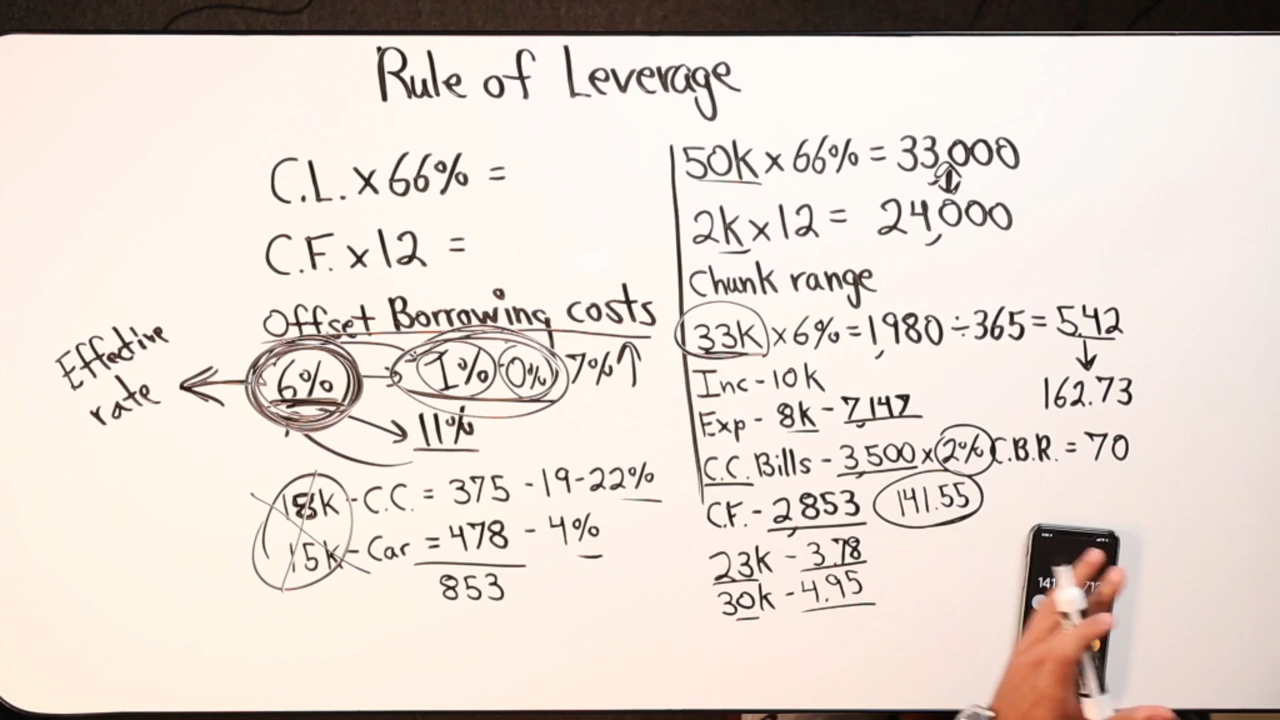 Rule of Leverage
C.L. x 66% =
C.F. x 12 =
Offset Borrowing costs
Effective
rate
6%
1%
0%
7%
11%
-C.C. = 375 - 19-22%
15k - Car = 478 - 4%
853
50k x 66% = 33,000
2k x 12 = 24,000
Chunk range
33k x 6% = 1,980 ÷ 365 = 5.42
162.73
Inc - 10k
Exp - 8k - 7,147
C.C. Bills - 3,500 x 2% C.B.R. = 70
C.F. - 2,853 141.55
23k - 3.78
30k - 4.95